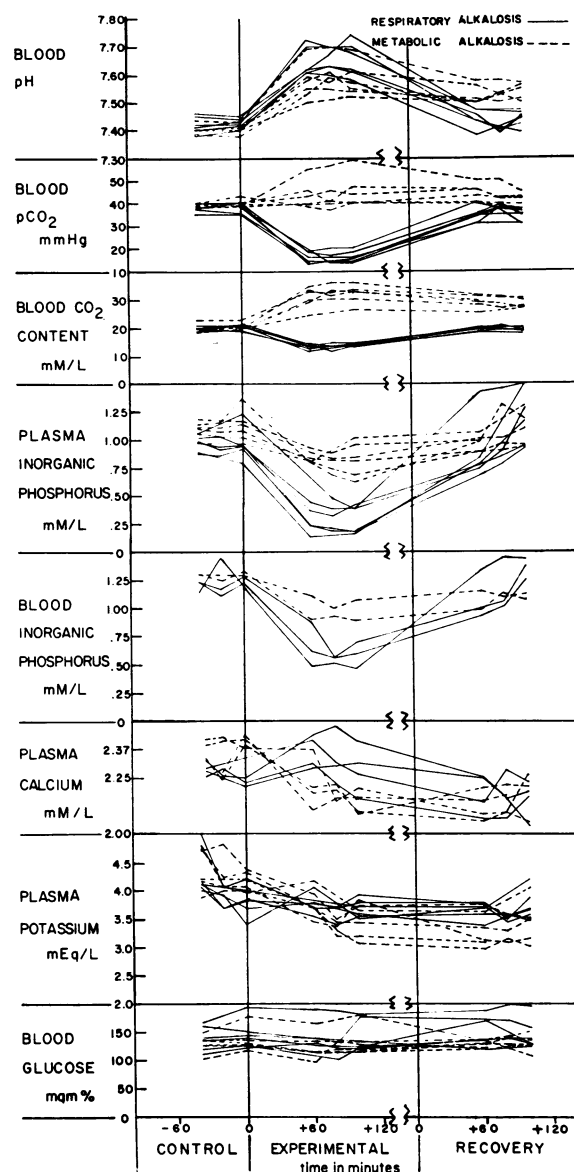 RESPIRATORY ALKALOSIS
METABOLIC ALKALOSIS
BLOOD
pH
7.80
7.70
7.60
7.50
7.40
7.30
BLOOD
pCO2
mmHg
50
40
30
20
10
BLOOD CO2
CONTENT
mM/L
30
20
10
0
PLASMA
INORGANIC
PHOSPHORUS
mM/L
1.25
1.00
.75
.50
.25
0
BLOOD
INORGANIC
PHOSPHORUS
mM/L
1.25
1.00
.75
.50
.25
0
PLASMA
CALCIUM
mM/L
2.37
2.25
2.00
PLASMA
POTASSIUM
mEq/L
4.5
4.0
3.5
3.0
2.5
2.0
BLOOD
GLUCOSE
mqm%
150
100
50
0
-60 0 +60 +120 0 +60 +120
CONTROL EXPERIMENTAL RECOVERY
time in minutes